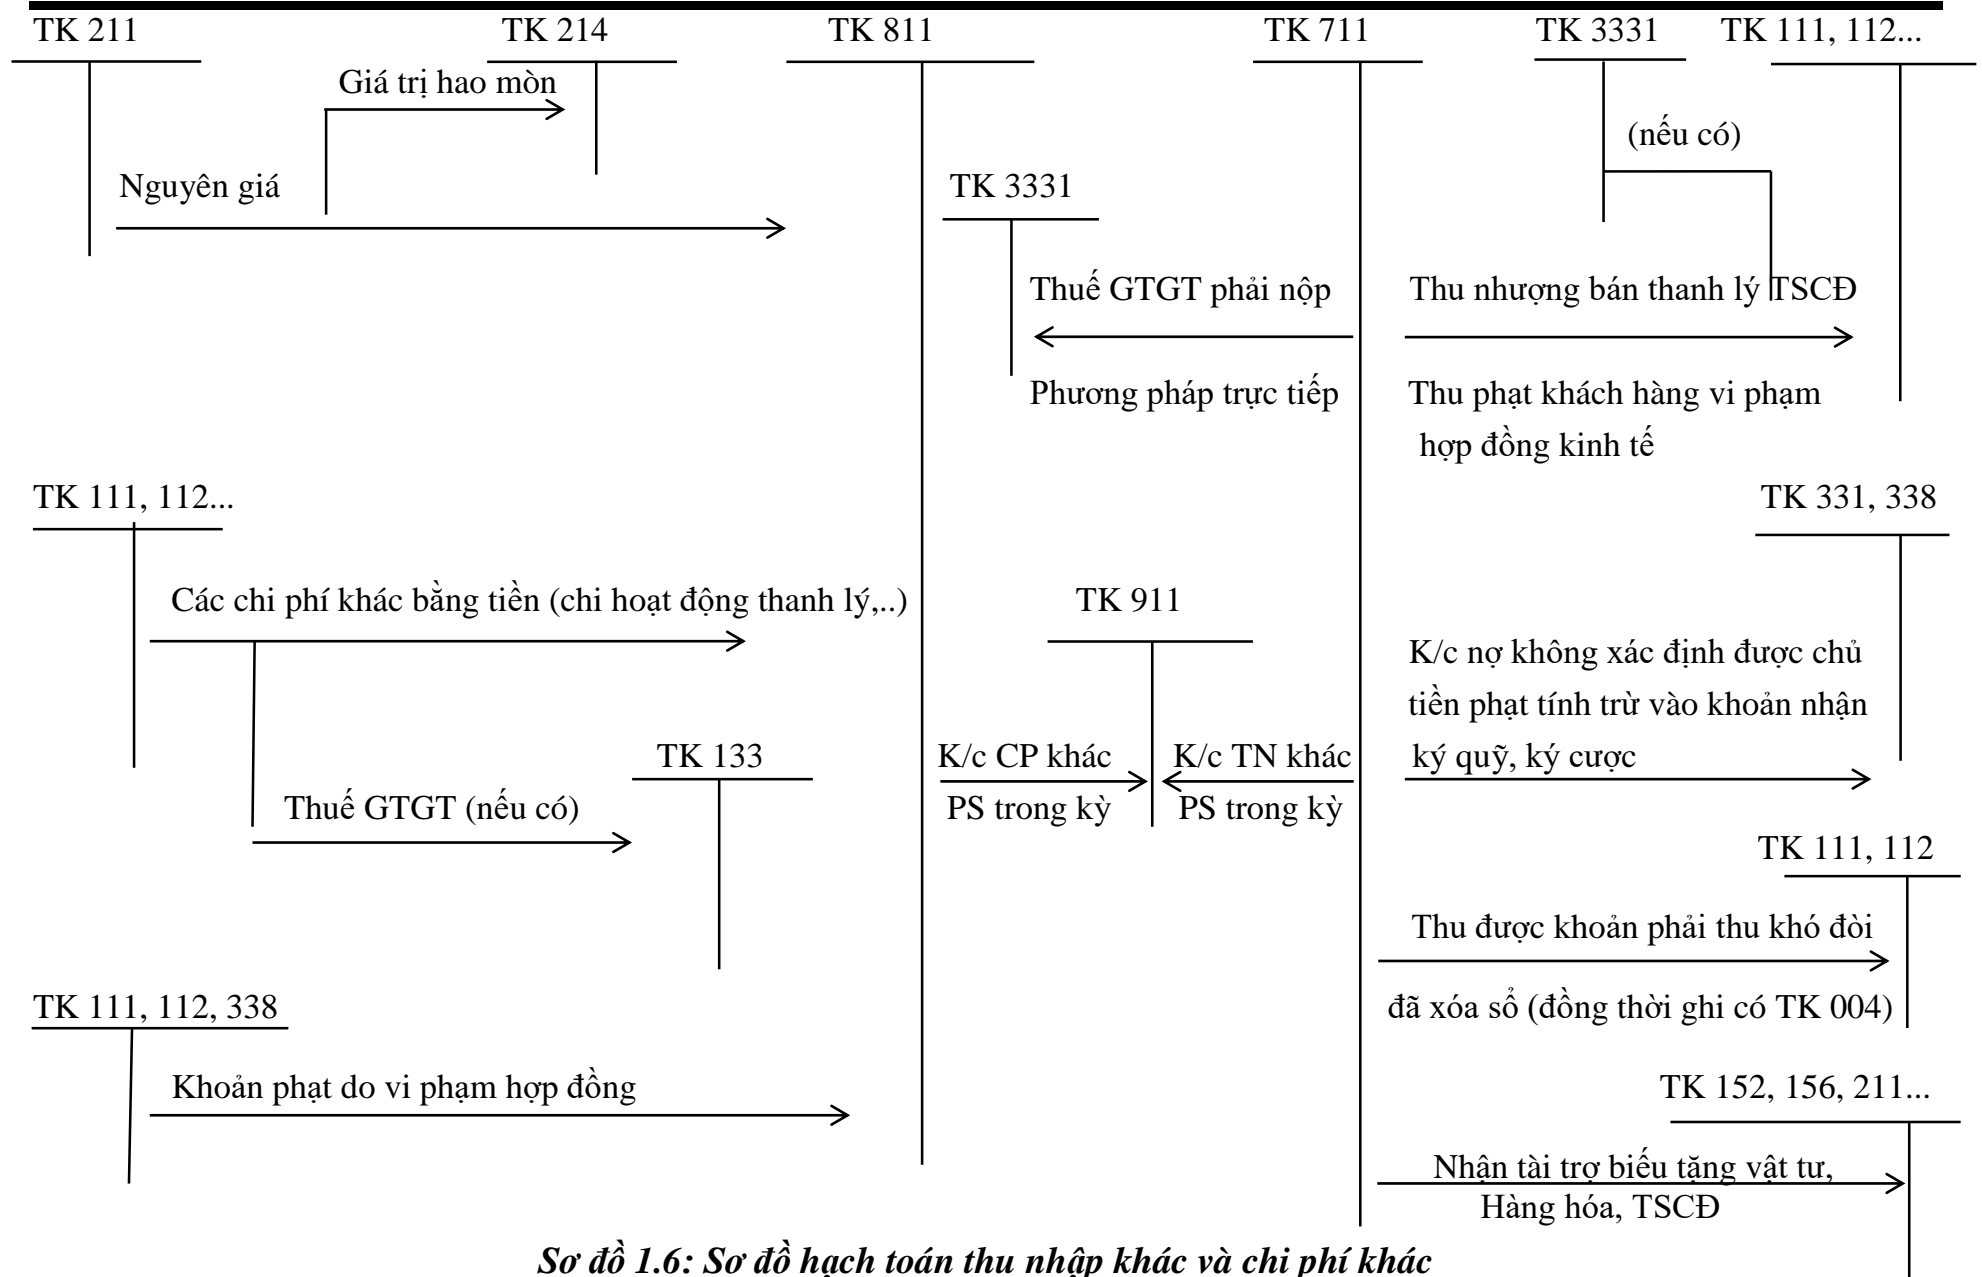 TK 211
TK 214
TK 811
TK 711
TK 3331
TK 111, 112...
Giá trị hao mòn
(nếu có)
Nguyên giá
TK 3331
Thuế GTGT phải nộp
Thu nhượng bán thanh lý TSCĐ
Phương pháp trực tiếp
Thu phạt khách hàng vi phạm
hợp đồng kinh tế
TK 111, 112...
TK 331, 338
Các chi phí khác bằng tiền (chi hoạt động thanh lý,..)
TK 911
K/c nợ không xác định được chủ
tiền phạt tính trừ vào khoản nhận
ký quỹ, ký cược
TK 133
K/c CP khác
K/c TN khác
Thuế GTGT (nếu có)
PS trong kỳ
PS trong kỳ
TK 111, 112
Thu được khoản phải thu khó đòi
TK 111, 112, 338
đã xóa sổ (đồng thời ghi có TK 004)
Khoản phạt do vi phạm hợp đồng
TK 152, 156, 211...
Nhận tài trợ biếu tặng vật tư,
Hàng hóa, TSCĐ
Sơ đồ 1.6: Sơ đồ hạch toán thu nhập khác và chi phí khác